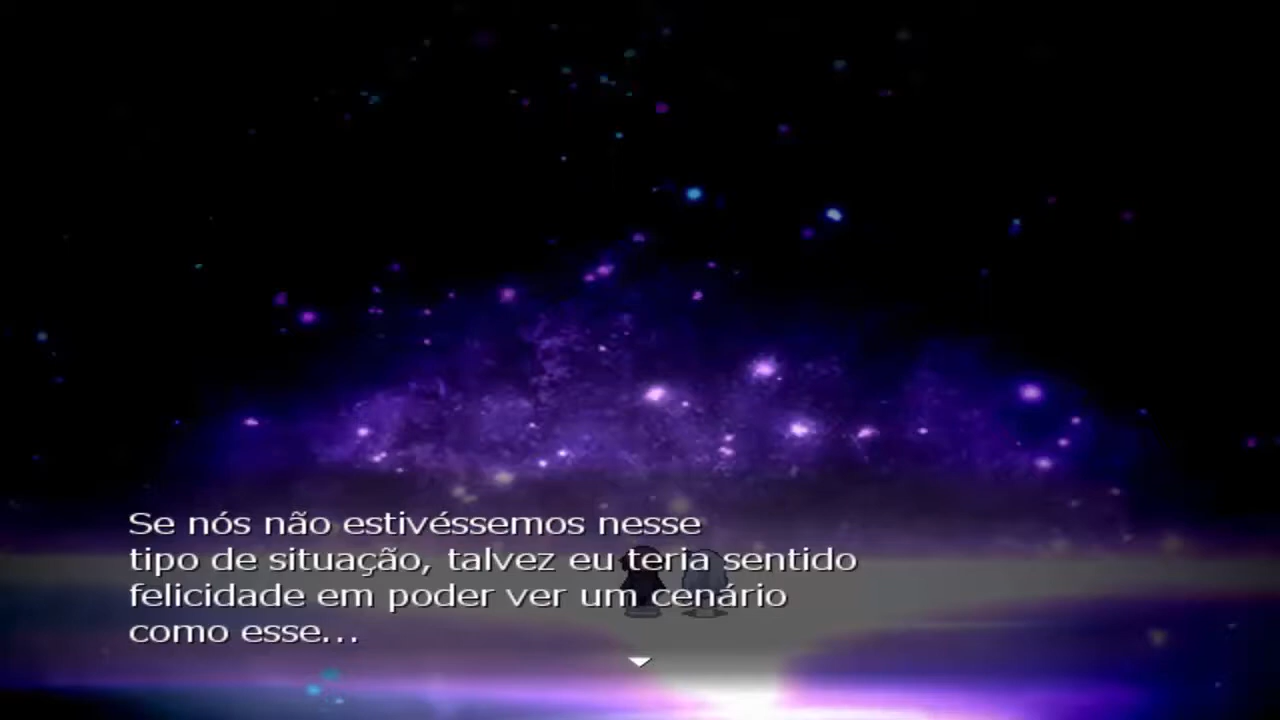 Se nós não estivéssemos nesse
tipo de situação, talvez eu teria sentido
felicidade em poder ver um cenário
como esse...